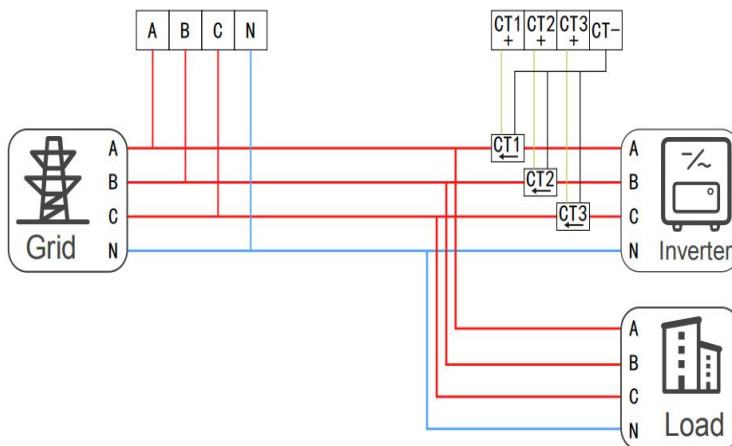 A B C N
CT1 + CT2 + CT3 + CT-
A
B
C
N
Grid
CT1
CT2
CT3
A
B
C
N
Inverter
A
B
C
N
Load